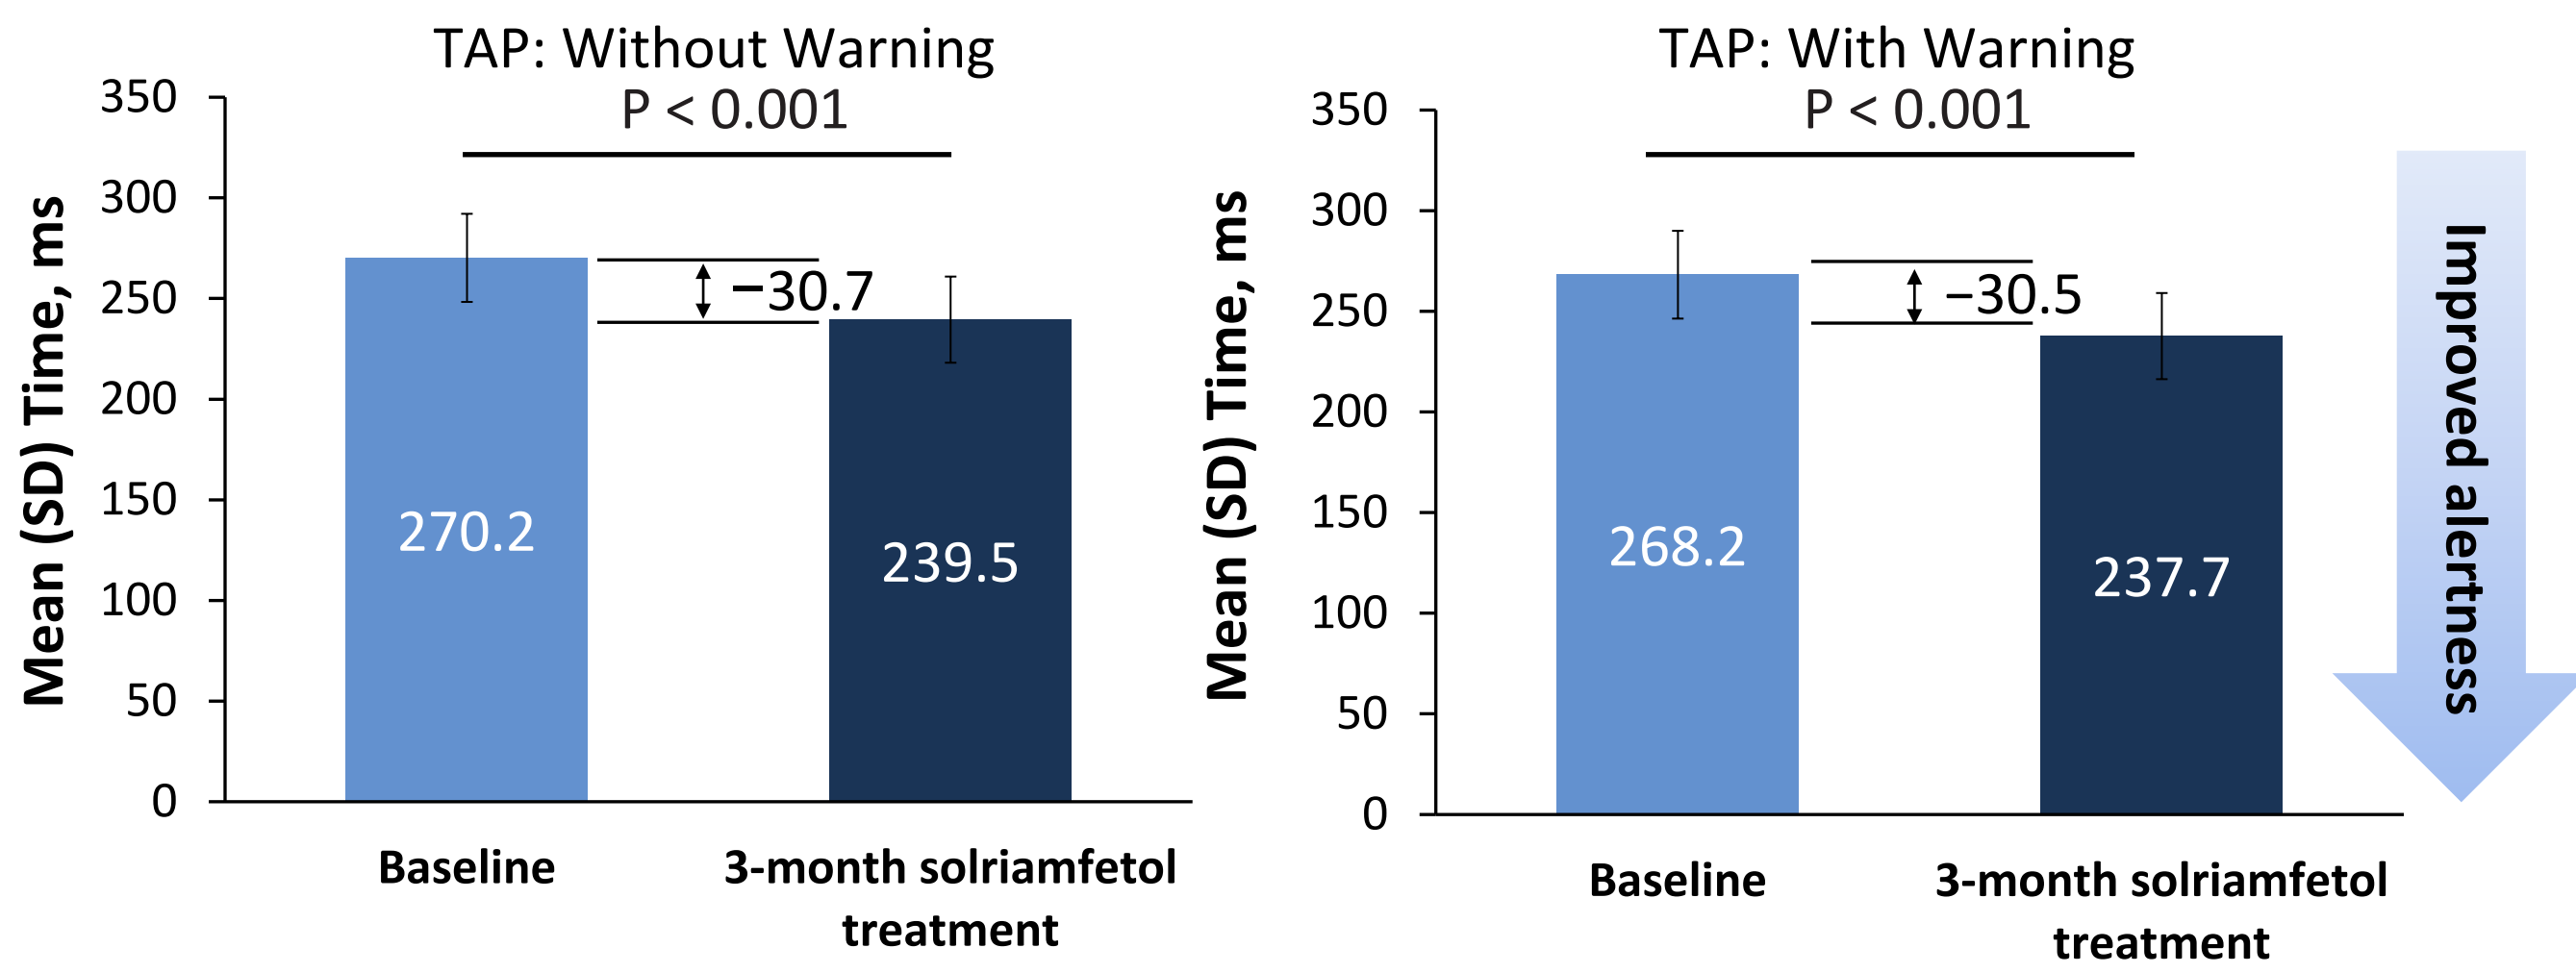 TAP: Without Warning
P < 0.001
Mean (SD) Time, ms
350
300
250
200
150
100
50
0
−30.7
270.2
239.5
Baseline
3-month solriamfetol
treatment
TAP: With Warning
P < 0.001
Mean (SD) Time, ms
350
300
250
200
150
100
50
0
−30.5
268.2
237.7
Baseline
3-month solriamfetol
treatment
Improved alertness